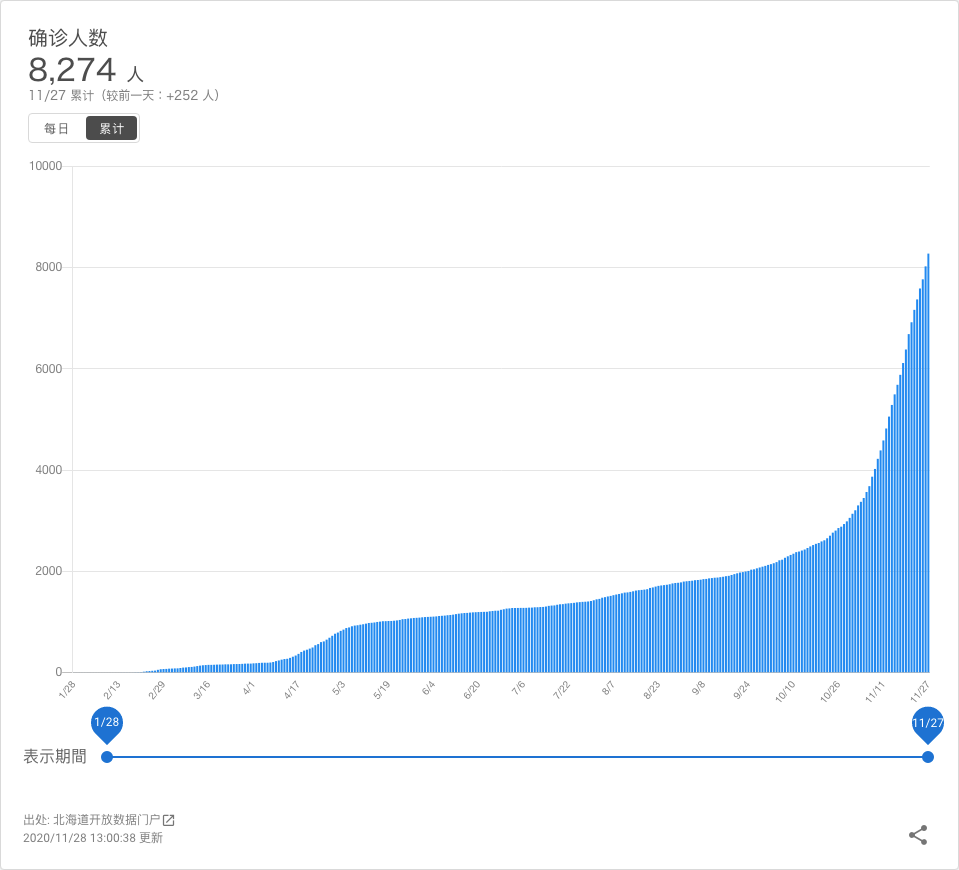 确诊人数
8,274 人
11/27 累计（较前一天：+252 人）
每日 累计
10000
8000
6000
4000
2000
0
1/28 2/13 2/29 3/16 4/1 4/17 5/3 5/19 6/4 6/20 7/6 7/22 8/7 8/23 9/8 9/24 10/10 10/26 11/11 11/27
1/28 11/27
表示期間
出处: 北海道开放数据门户
2020/11/28 13:00:38 更新